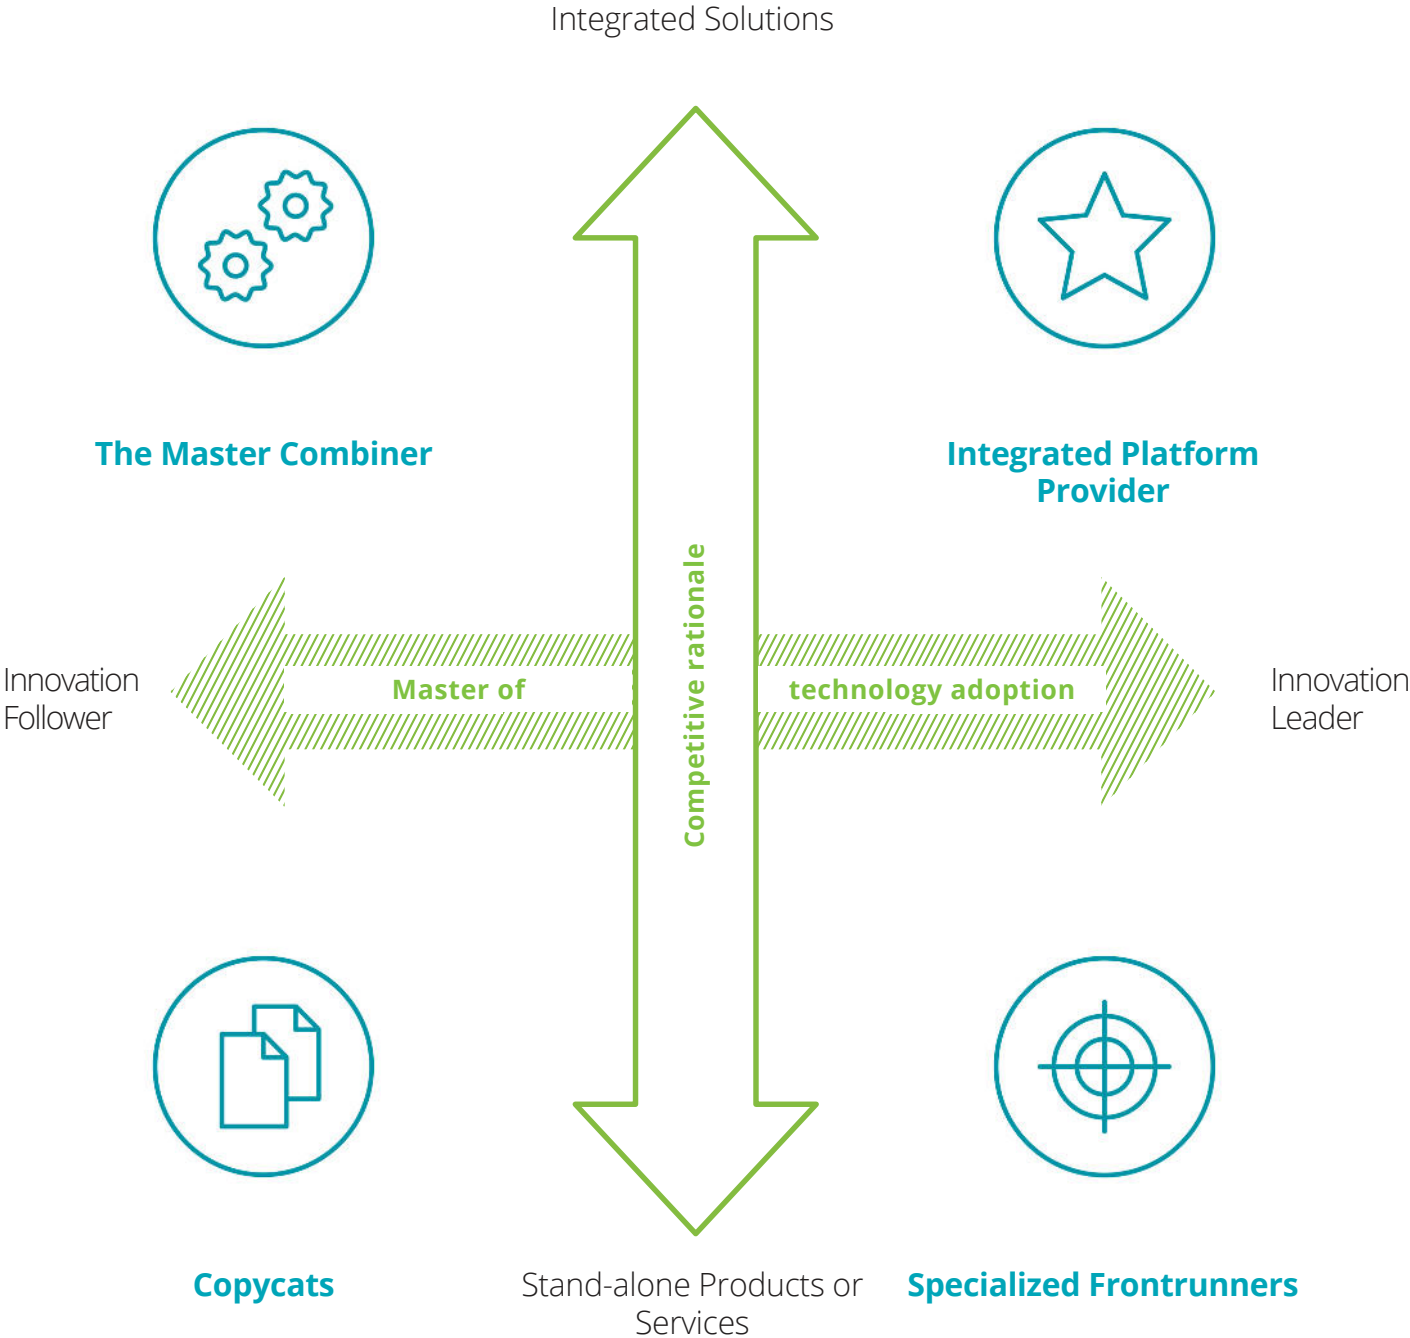 Integrated Solutions
The Master Combiner
Integrated Platform
Provider
Competitive rationale
Innovation
Follower
Master of
technology adoption
Innovation
Leader
Copycats
Stand-alone Products or
Services
Specialized Frontrunners